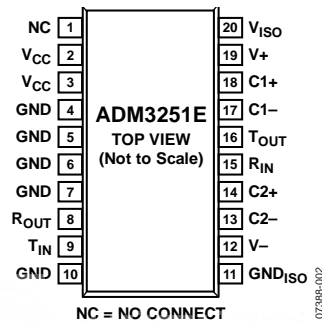 NC 1
VCC 2
VCC 3
GND 4
GND 5
GND 6
GND 7
ROUT 8
TIN 9
GND 10
ADM3251E
TOP VIEW
(Not to Scale)
20 VISO
19 V+
18 C1+
17 C1–
16 TOUT
15 RIN
14 C2+
13 C2–
12 V–
11 GNDISO
NC = NO CONNECT
07388-002